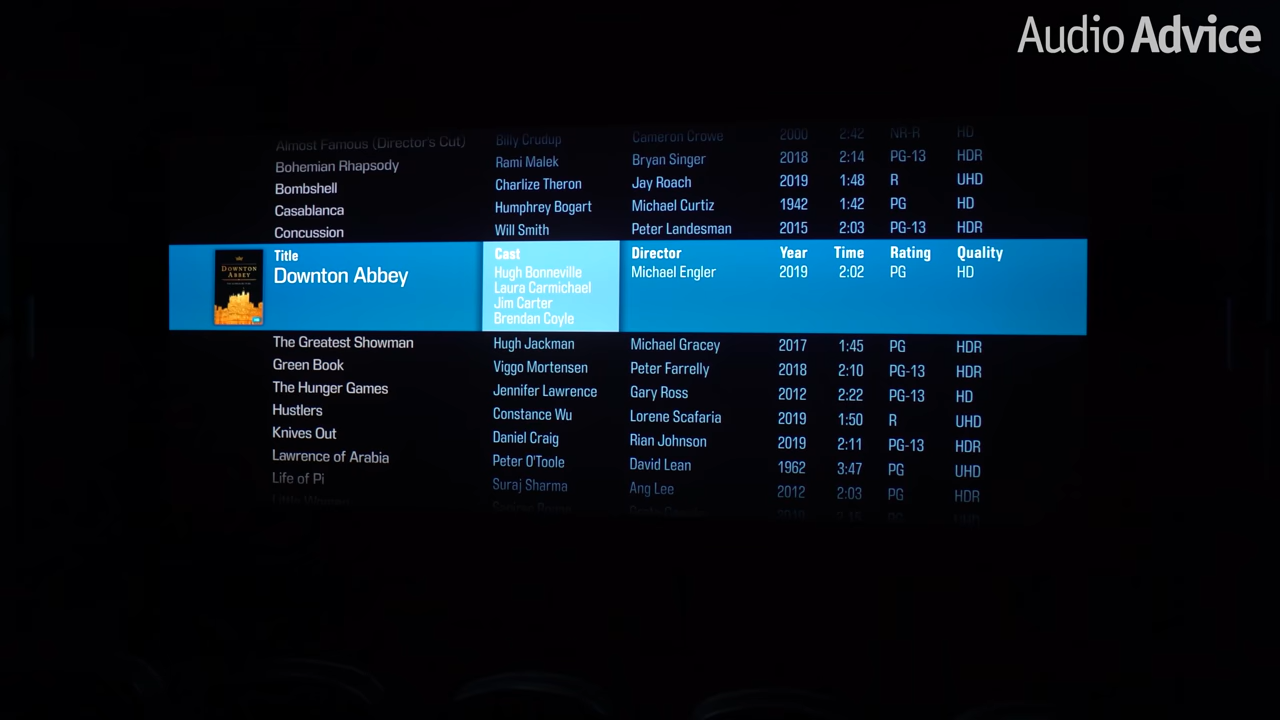 Audio Advice
Almost Famous (Director's Cut) Billy Crudup Cameron Crowe 2000 2:42 NR-R HD
Bohemian Rhapsody Rami Malek Bryan Singer 2018 2:14 PG-13 HDR
Bombshell Charlize Theron Jay Roach 2019 1:48 R UHD
Casablanca Humphrey Bogart Michael Curtiz 1942 1:42 PG HD
Concussion Will Smith Peter Landesman 2015 2:03 PG-13 HDR
Title Cast Director Year Time Rating Quality
DOWNTON
ABBEY
Downton Abbey Hugh Bonneville Michael Engler 2019 2:02 PG HD
Laura Carmichael
Jim Carter
Brendan Coyle
The Greatest Showman Hugh Jackman Michael Gracey 2017 1:45 PG HDR
Green Book Viggo Mortensen Peter Farrelly 2018 2:10 PG-13 HDR
The Hunger Games Jennifer Lawrence Gary Ross 2012 2:22 PG-13 HD
Hustlers Constance Wu Lorene Scafaria 2019 1:50 R UHD
Knives Out Daniel Craig Rian Johnson 2019 2:11 PG-13 HDR
Lawrence of Arabia Peter O'Toole David Lean 1962 3:47 PG UHD
Life of Pi Suraj Sharma Ang Lee 2012 2:03 PG HDR